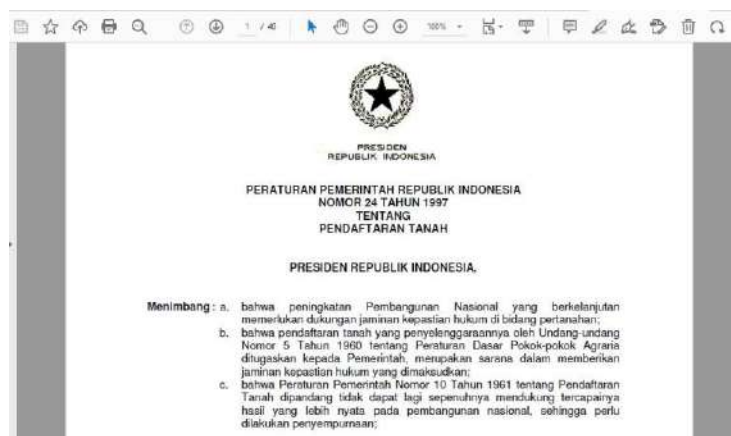 1 / 40
100%
PRESIDEN
REPUBLIK INDONESIA
PERATURAN PEMERINTAH REPUBLIK INDONESIA
NOMOR 24 TAHUN 1997
TENTANG
PENDAFTARAN TANAH
PRESIDEN REPUBLIK INDONESIA,
Menimbang : a. bahwa peningkatan Pembangunan Nasional yang berkelanjutan
memerlukan dukungan jaminan kepastian hukum di bidang pertanahan;
b. bahwa pendaftaran tanah yang penyelenggaraannya oleh Undang-undang
Nomor 5 Tahun 1960 tentang Peraturan Dasar Pokok-pokok Agraria
ditugaskan kepada Pemerintah, merupakan sarana dalam memberikan
jaminan kepastian hukum yang dimaksudkan;
c. bahwa Peraturan Pemerintah Nomor 10 Tahun 1961 tentang Pendaftaran
Tanah dipandang tidak dapat lagi sepenuhnya mendukung tercapainya
hasil yang lebih nyata pada pembangunan nasional, sehingga perlu
dilakukan penyempurnaan;